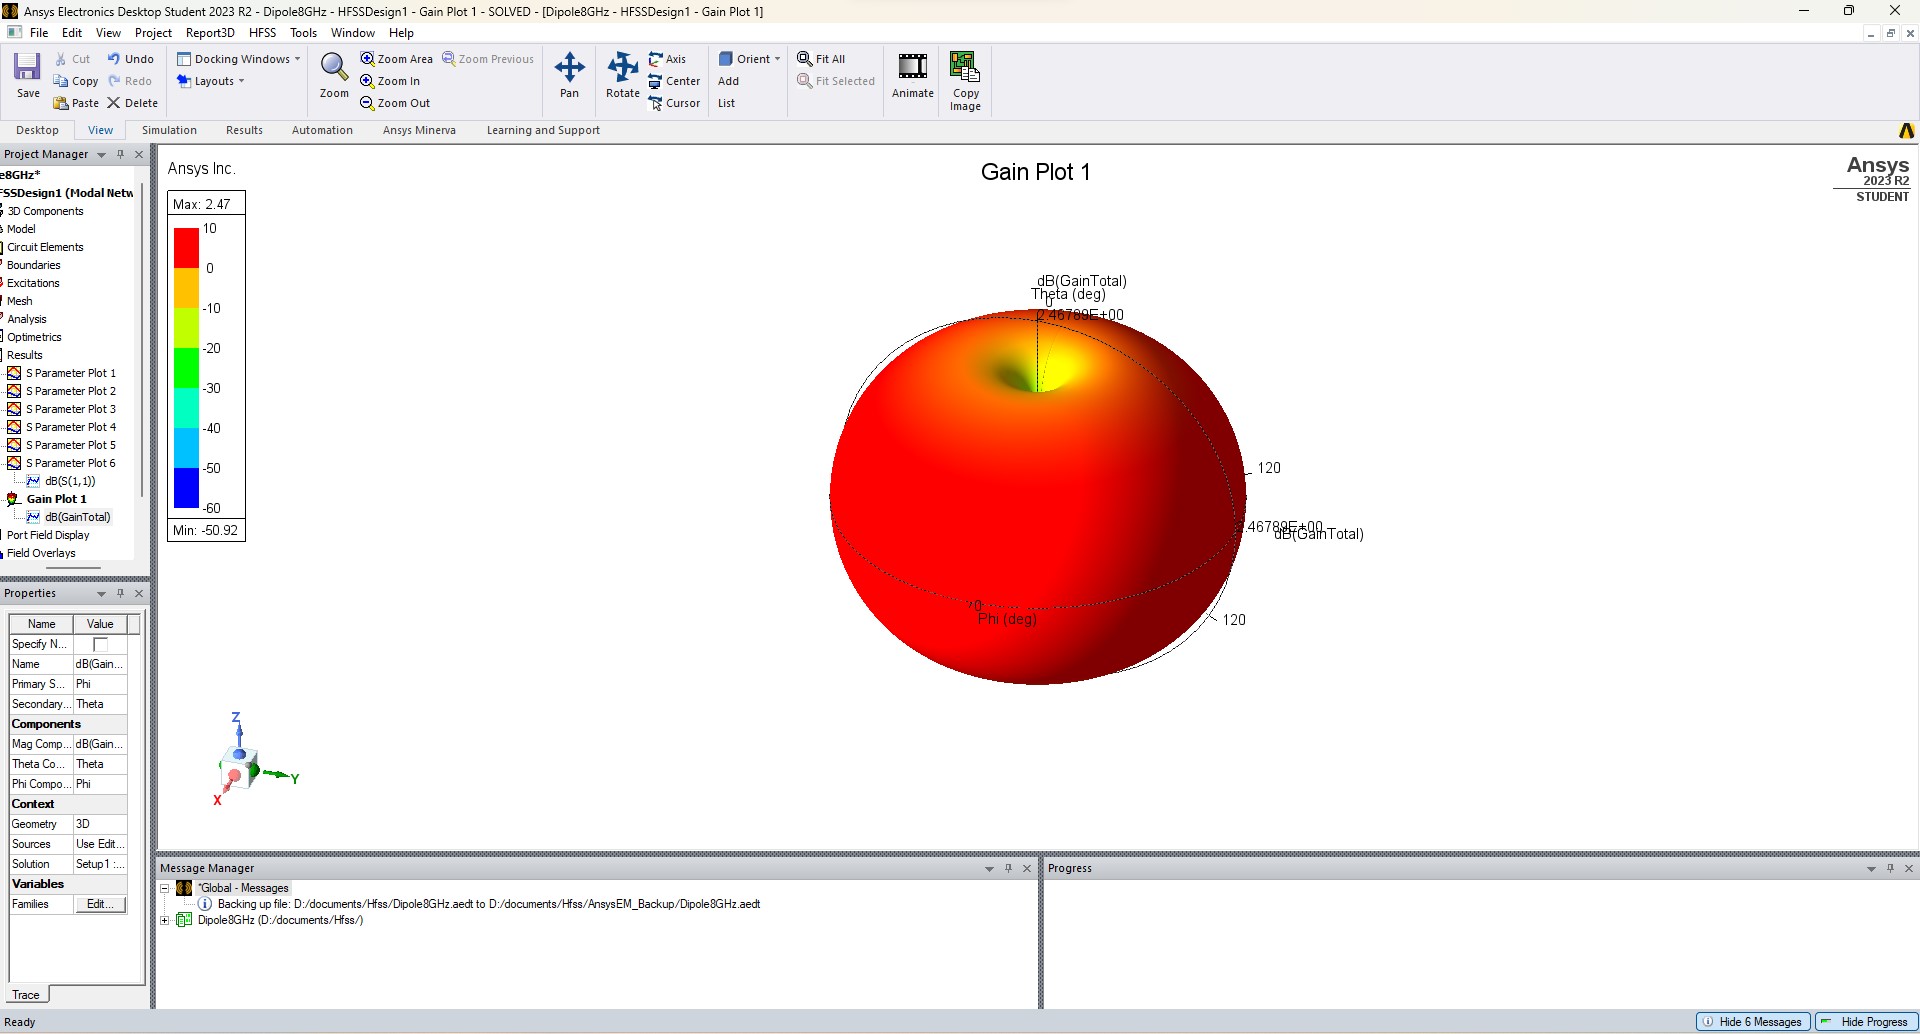 Ansys Electronics Desktop Student 2023 R2 - Dipole8GHz - HFSSDesign1 - Gain Plot 1 - SOLVED - [Dipole8GHz - HFSSDesign1 - Gain Plot 1]
File Edit View Project Report3D HFSS Tools Window Help
Save
Cut
Copy
Paste
Undo
Redo
Delete
Docking Windows
Layouts
Zoom
Zoom Area
Zoom In
Zoom Out
Zoom Previous
Pan
Rotate
Axis
Center
Cursor
Orient
Add
List
Fit All
Fit Selected
Animate
Copy
Image
Desktop View Simulation Results Automation Ansys Minerva Learning and Support
Project Manager
e8GHz*
FSSDesign1 (Modal Netw
3D Components
Model
Circuit Elements
Boundaries
Excitations
Mesh
Analysis
Optimetrics
Results
S Parameter Plot 1
S Parameter Plot 2
S Parameter Plot 3
S Parameter Plot 4
S Parameter Plot 5
S Parameter Plot 6
dB(S(1,1))
Gain Plot 1
dB(GainTotal)
Port Field Display
Field Overlays
Properties
Name Value
Specify N...
Name dB(Gain...
Primary S... Phi
Secondary... Theta
Components
Mag Comp... dB(Gain...
Theta Co... Theta
Phi Compo... Phi
Context
Geometry 3D
Sources Use Edit...
Solution Setup1 :...
Variables
Families Edit...
Trace
Ansys Inc.
Max: 2.47
10
0
-10
-20
-30
-40
-50
-60
Min: -50.92
Gain Plot 1
Ansys
2023 R2
STUDENT
dB(GainTotal)
Theta (deg)
0
2.46789E+00
120
.46789E+00
dB(GainTotal)
Phi (deg)
120
Z
Y
X
Message Manager
*Global - Messages
Backing up file: D:/documents/Hfss/Dipole8GHz.aedt to D:/documents/Hfss/AnsysEM_Backup/Dipole8GHz.aedt
Dipole8GHz (D:/documents/Hfss/)
Progress
Ready
Hide 6 Messages
Hide Progress